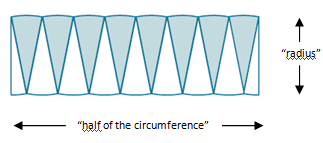 “radius”
“half of the circumference”